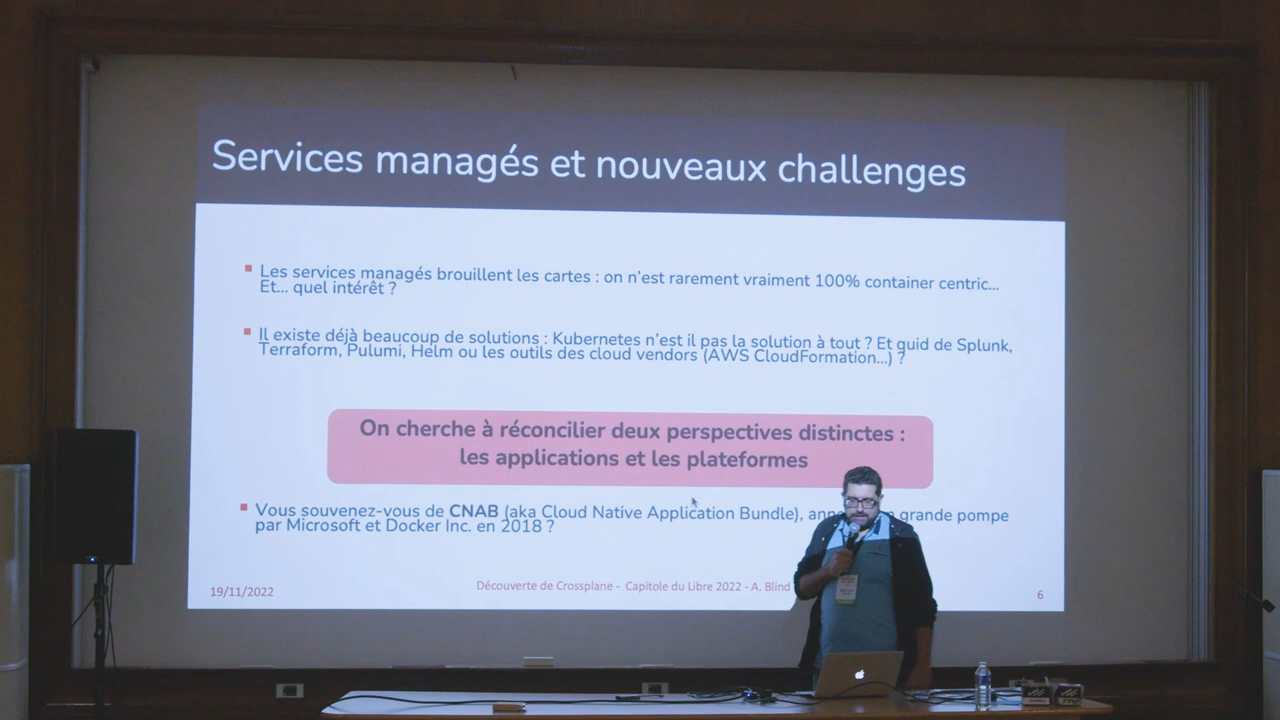 Services managés et nouveaux challenges
Les services managés brouillent les cartes : on n'est rarement vraiment 100% container centric...
Et... quel intérêt ?
Il existe déjà beaucoup de solutions : Kubernetes n'est il pas la solution à tout ? Et quid de Splunk,
Terraform, Pulumi, Helm ou les outils des cloud vendors (AWS CloudFormation...) ?
On cherche à réconcilier deux perspectives distinctes :
les applications et les plateformes
Vous souvenez-vous de CNAB (aka Cloud Native Application Bundle), grande pompe
par Microsoft et Docker Inc. en 2018 ?
19/11/2022
Découverte de Crossplane - Capitole du Libre 2022 - A. Blind
6